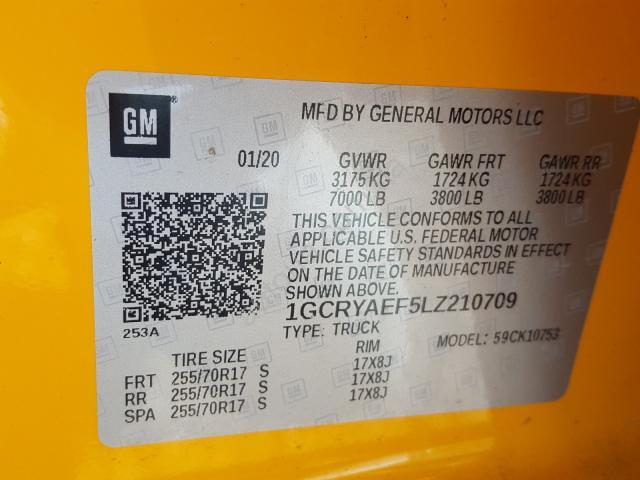 GM®
MFD BY GENERAL MOTORS LLC
01/20 GVWR GAWR FRT GAWR RR
3175 KG 1724 KG 1724 KG
7000 LB 3800 LB 3800 LB
THIS VEHICLE CONFORMS TO ALL
APPLICABLE U.S. FEDERAL MOTOR
VEHICLE SAFETY STANDARDS IN EFFECT
ON THE DATE OF MANUFACTURE
SHOWN ABOVE.
1GCRYAEF5LZ210709
253A
TYPE: TRUCK MODEL: 59CK10753
TIRE SIZE RIM
FRT 255/70R17 S 17X8J
RR 255/70R17 S 17X8J
SPA 255/70R17 S 17X8J